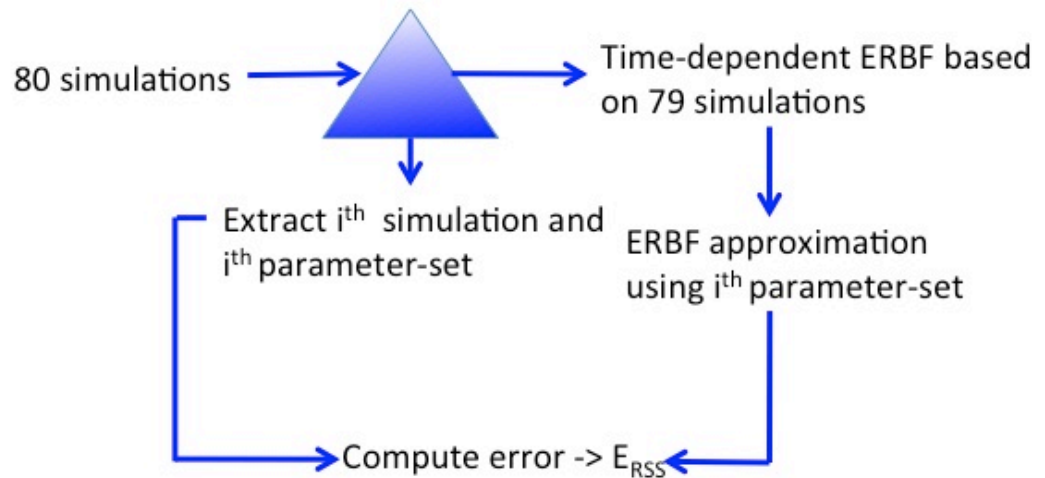 80 simulations
Time-dependent ERBF based
on 79 simulations
Extract iᵗʰ simulation and
iᵗʰ parameter-set
ERBF approximation
using iᵗʰ parameter-set
Compute error -> E_RSS